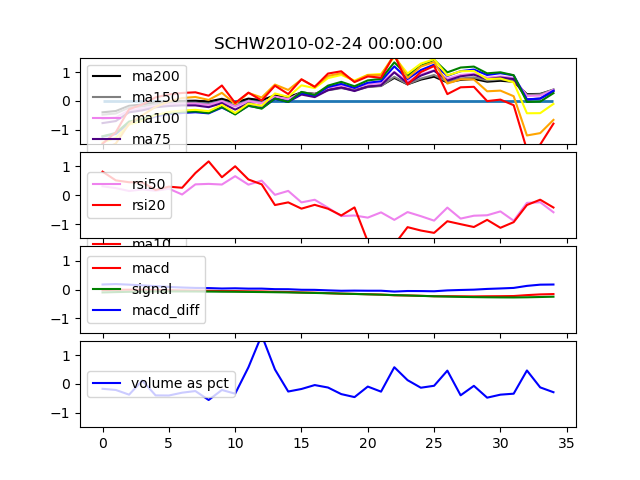 SCHW2010-02-24 00:00:00
1
0
−1
ma200
ma150
ma100
ma75
1
0
−1
rsi50
rsi20
ma10
1
0
−1
macd
signal
macd_diff
1
0
−1
volume as pct
0 5 10 15 20 25 30 35